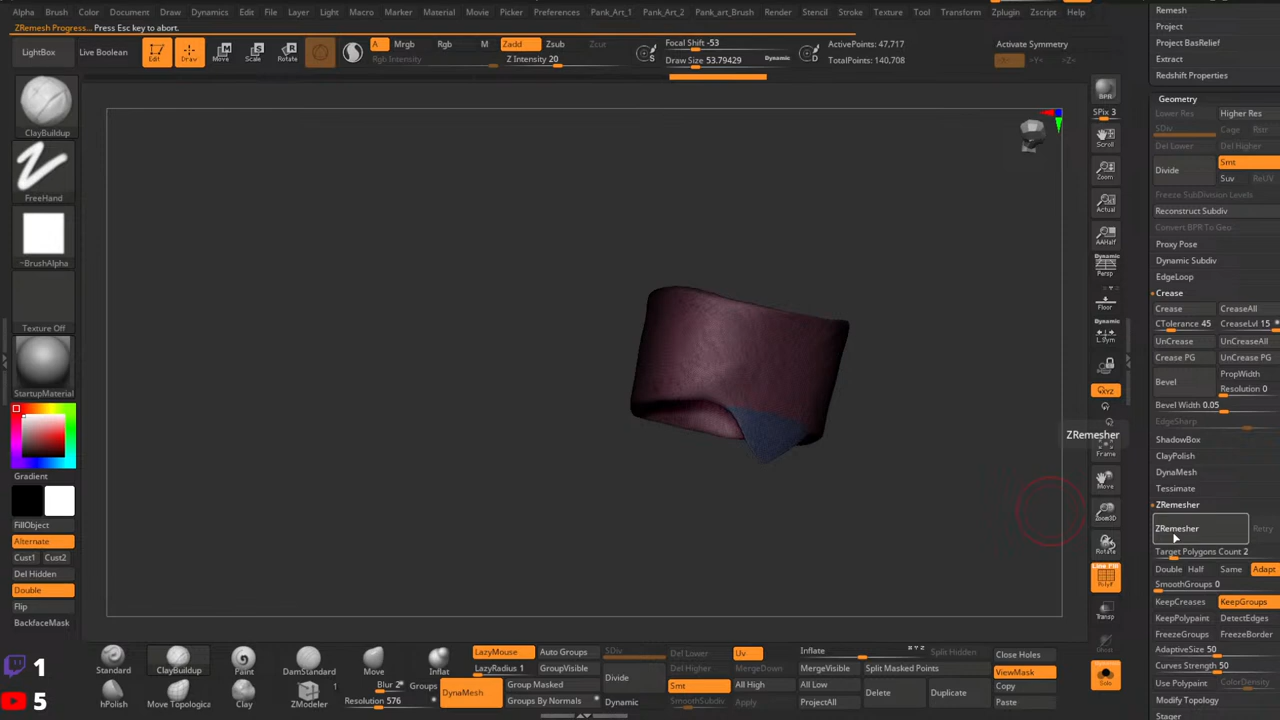 Alpha Brush Color Document Draw Dynamics Edit File Layer Light Macro Marker Material Movie Picker Preferences Pank_Art_1 Pank_Art_2 Pank_art_Brush Render Stencil Stroke Texture Tool Transform Zplugin Zscript Help
ZRemesh Progress... Press Esc key to abort.
LightBox
Live Boolean
Edit
Draw
Move
Scale
Rotate
A
Mrgb
Rgb
M
Rgb Intensity
Zadd
Zsub
Zcut
Z Intensity 20
Focal Shift -53
Draw Size 53.79429
Dynamic
ActivePoints: 47,717
TotalPoints: 140,708
Activate Symmetry
>X<
>Y<
>Z<
ClayBuildup
FreeHand
~BrushAlpha
Texture Off
StartupMaterial
Gradient
FillObject
Alternate
Cust1 Cust2
Del Hidden
Double
Flip
BackfaceMask
1
5
BPR
SPix 3
Scroll
Zoom
Actual
AAHalf
Dynamic
Persp
Floor
L.Sym
XYZ
ZRemesher
Frame
Move
Zoom3D
Rotate
Line Fill
PolyF
Transp
Ghost
Dynamic
Solo
Remesh
Project
Project BasRelief
Extract
Redshift Properties
Geometry
Lower Res Higher Res
SDiv Cage Rstr
Del Lower Del Higher
Divide
Smt
Suv ReUV
Freeze SubDivision Levels
Reconstruct Subdiv
Convert BPR To Geo
Proxy Pose
Dynamic Subdiv
EdgeLoop
Crease
Crease CreaseAll
CTolerance 45 CreaseLvl 15
UnCrease UnCreaseAll
Crease PG UnCrease PG
Bevel
PropWidth
Resolution 0
Bevel Width 0.05
EdgeSharp
ShadowBox
ClayPolish
DynaMesh
Tessimate
ZRemesher
ZRemesher Retry
Target Polygons Count 2
Double Half Same Adapt
SmoothGroups 0
KeepCreases KeepGroups
KeepPolypaint DetectEdges
FreezeGroups FreezeBorder
AdaptiveSize 50
Curves Strength 50
Use Polypaint ColorDensity
Modify Topology
Stager
Standard
ClayBuildup
Paint
DamStandard
Move
Inflat
hPolish
Move Topologica
Clay
ZModeler
1
LazyMouse
LazyRadius 1
Blur 2
Groups
Resolution 576
DynaMesh
Auto Groups
GroupVisible
Group Masked
Groups By Normals
SDiv
Divide
Dynamic
Del Lower
Del Higher
Smt
SmoothSubdiv
Uv
MergeDown
All High
Apply
Inflate
MergeVisible
All Low
ProjectAll
Split Hidden
Split Masked Points
Delete
Duplicate
Close Holes
ViewMask
Copy
Paste